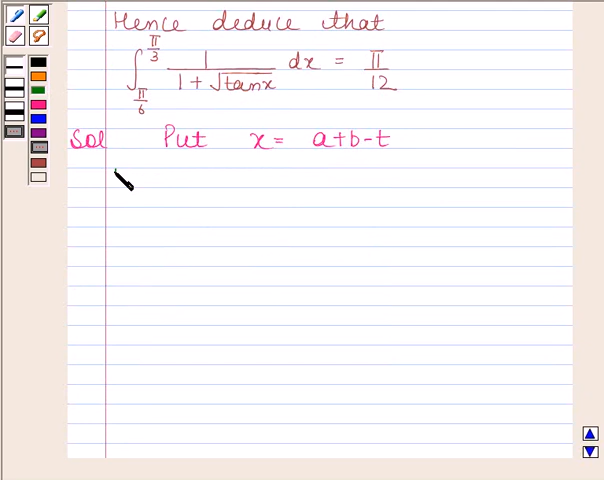 Hence deduce that
∫_{π/6}^{π/3} 1/(1+√tanx) dx = π/12
Sol Put x = a+b-t